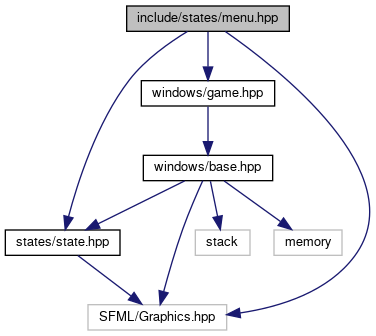 include/states/menu.hpp
windows/game.hpp
windows/base.hpp
states/state.hpp
stack
memory
SFML/Graphics.hpp